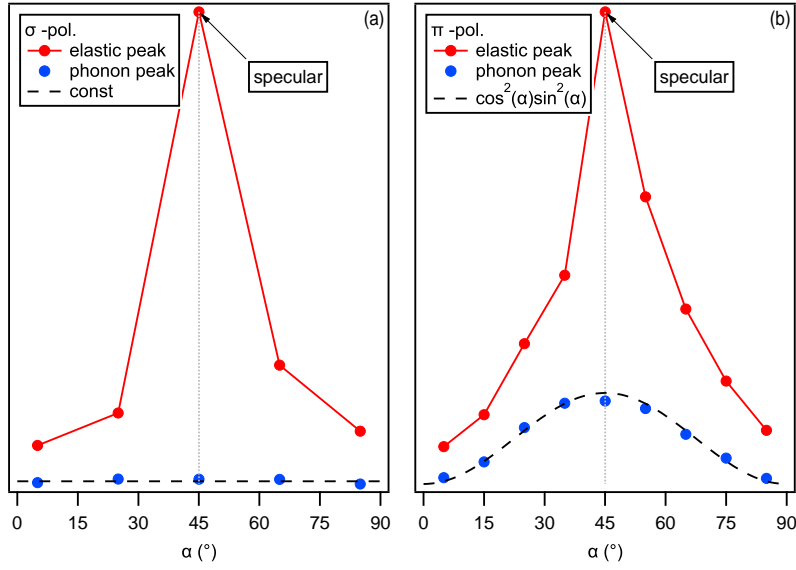 (a)
σ -pol.
elastic peak
phonon peak
const
specular
0 15 30 45 60 75 90
α (°)
(b)
π -pol.
elastic peak
phonon peak
cos²(α)sin²(α)
specular
0 15 30 45 60 75 90
α (°)